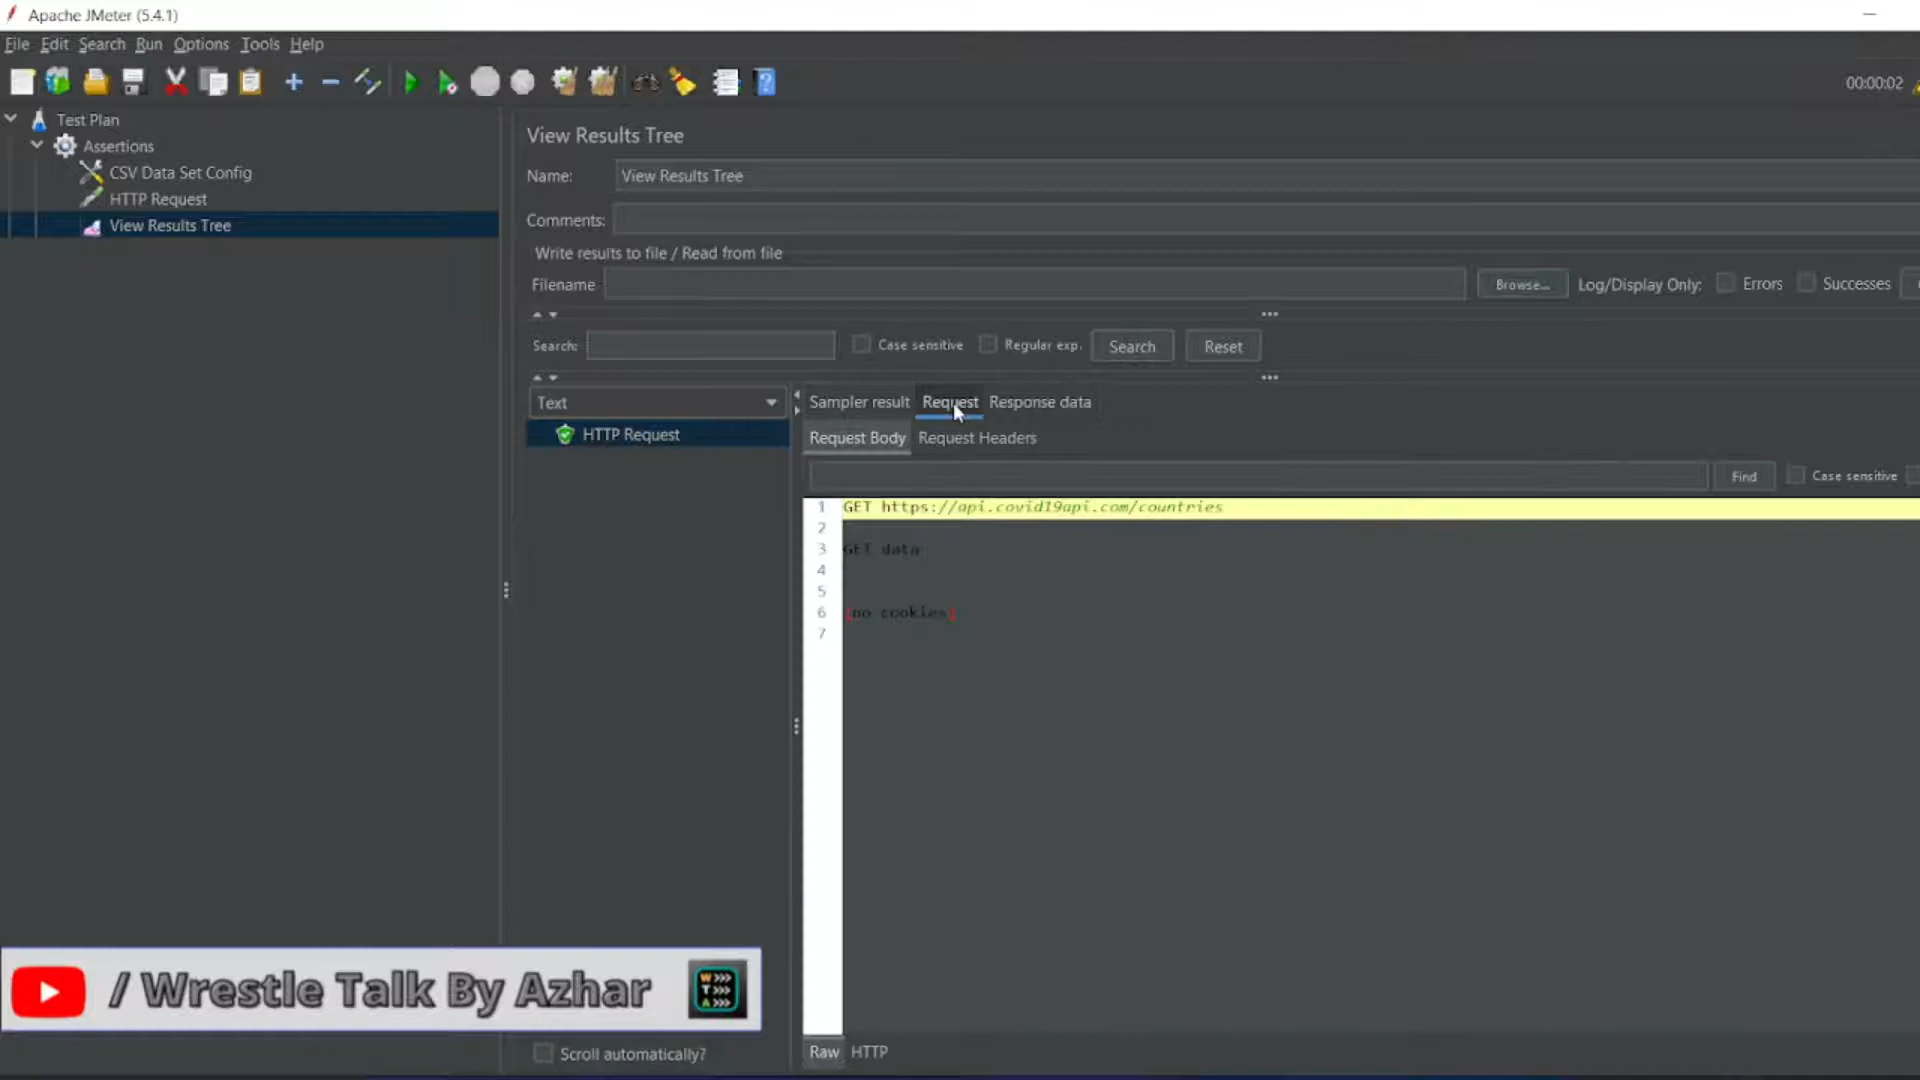 Apache JMeter (5.4.1)
File Edit Search Run Options Tools Help
00:00:02
Test Plan
Assertions
CSV Data Set Config
HTTP Request
View Results Tree
View Results Tree
Name: View Results Tree
Comments:
Write results to file / Read from file
Filename Browse... Log/Display Only: Errors Successes
Search: Case sensitive Regular exp. Search Reset
Text
HTTP Request
Sampler result Request Response data
Request Body Request Headers
Find Case sensitive
1 GET https://api.covid19api.com/countries
2
3 GET data
4
5
6 [no cookies]
7
/ Wrestle Talk By Azhar
W>>>
T>>>
A>>>
Scroll automatically?
Raw HTTP